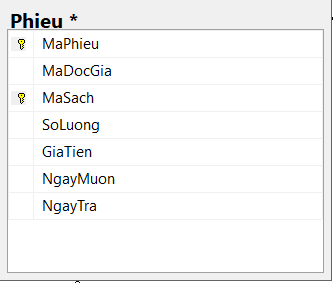 Phieu *
MaPhieu
MaDocGia
MaSach
SoLuong
GiaTien
NgayMuon
NgayTra